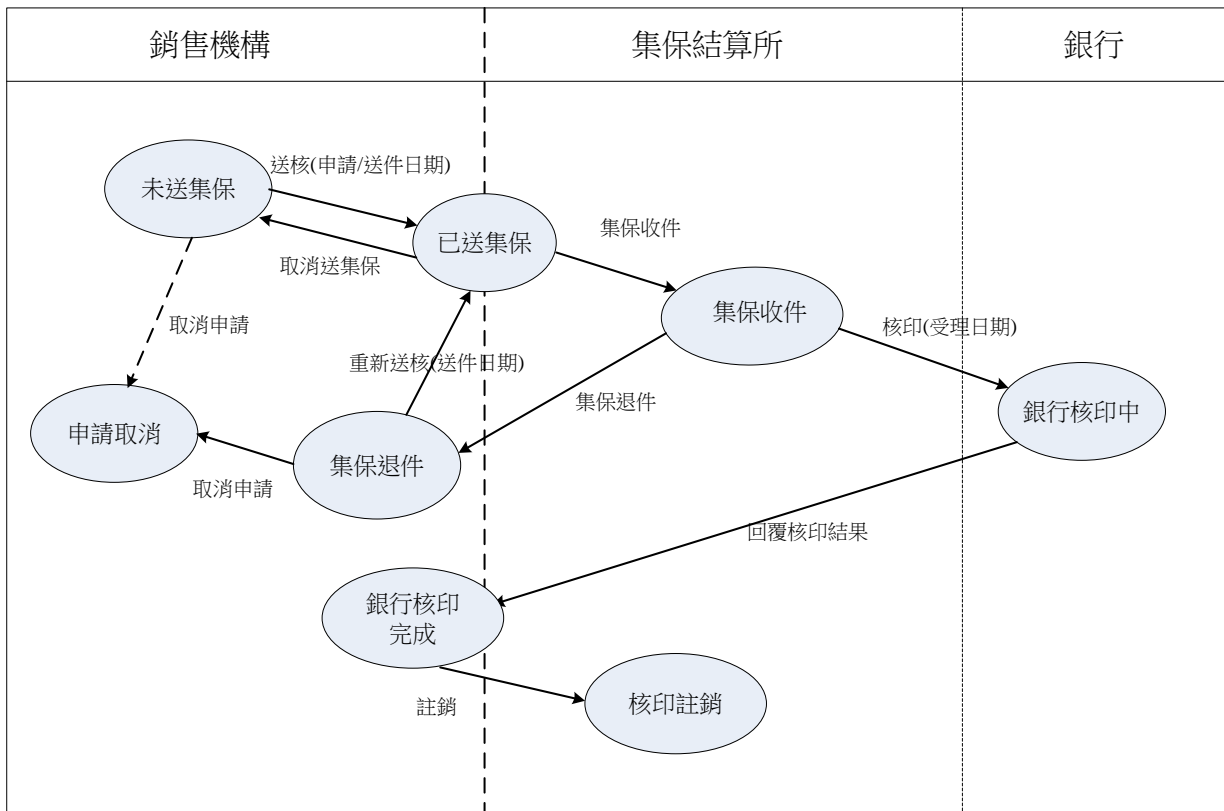 銷售機構
集保結算所
銀行
未送集保
送核(申請/送件日期)
已送集保
取消送集保
集保收件
集保收件
核印(受理日期)
取消申請
重新送核(送件日期)
集保退件
銀行核印中
申請取消
集保退件
取消申請
回覆核印結果
銀行核印
完成
註銷
核印註銷